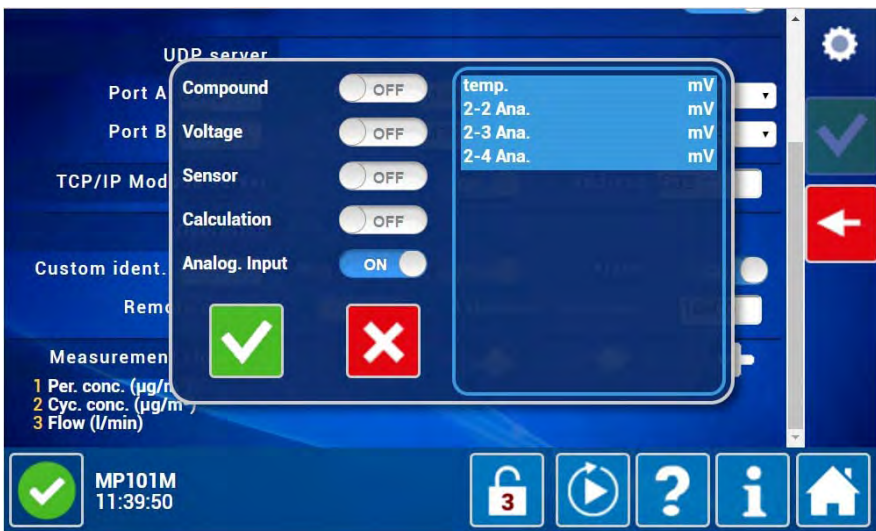 UDP server
Port A
Port B
TCP/IP Mod
Custom ident.
Remo
Measuremen
1 Per. conc. (µg/m
2 Cyc. conc. (µg/m³)
3 Flow (l/min)
Compound OFF
Voltage OFF
Sensor OFF
Calculation OFF
Analog. Input ON
temp. mV
2-2 Ana. mV
2-3 Ana. mV
2-4 Ana. mV
MP101M
11:39:50
3
?
i